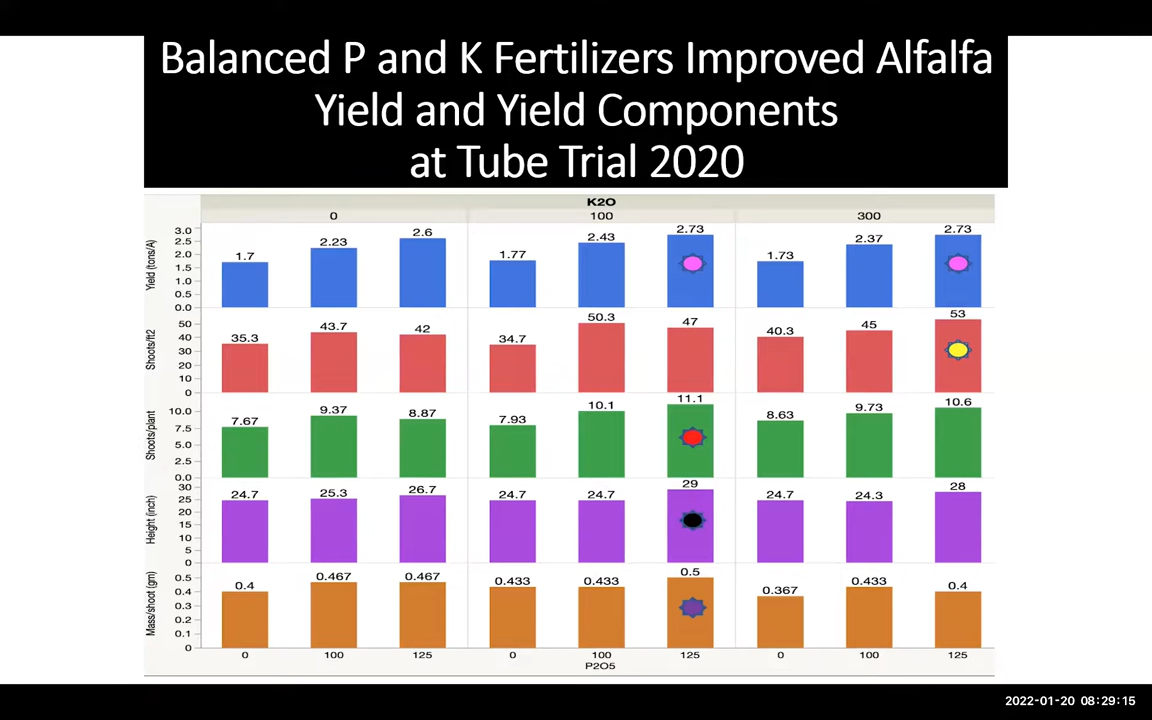 Balanced P and K Fertilizers Improved Alfalfa
Yield and Yield Components
at Tube Trial 2020
K2O
0 100 300
Yield (tons/A)
3.0
2.5
2.0
1.5
1.0
0.5
0.0
1.7 2.23 2.6 1.77 2.43 2.73 1.73 2.37 2.73
Shoots/ft2
50
40
30
20
10
0
35.3 43.7 42 34.7 50.3 47 40.3 45 53
Shoots/plant
10.0
7.5
5.0
2.5
0.0
7.67 9.37 8.87 7.93 10.1 11.1 8.63 9.73 10.6
Height (inch)
30
25
20
15
10
5
0
24.7 25.3 26.7 24.7 24.7 29 24.7 24.3 28
Mass/shoot (gm)
0.5
0.4
0.3
0.2
0.1
0
0.4 0.467 0.467 0.433 0.433 0.5 0.367 0.433 0.4
0 100 125 0 100 125 0 100 125
P2O5
2022-01-20 08:29:15